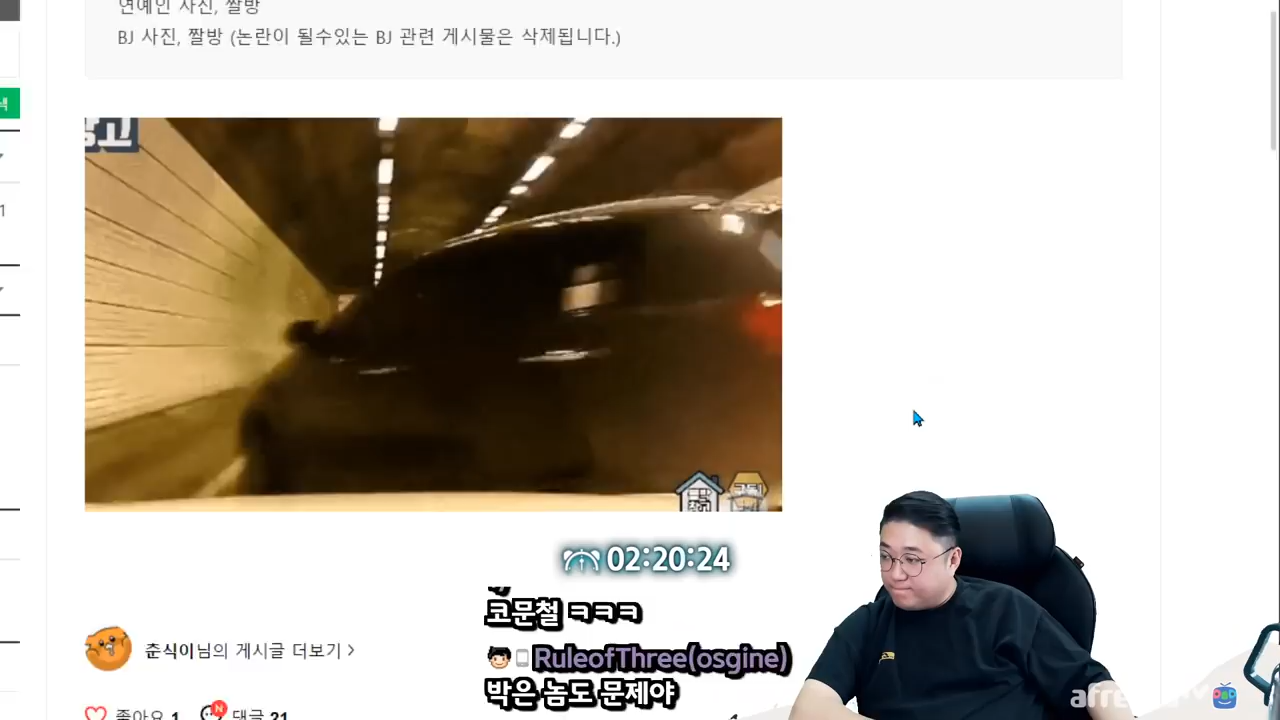 연예인 사진, 짤방
BJ 사진, 짤방 (논란이 될수있는 BJ 관련 게시물은 삭제됩니다.)
1
02:20:24
코문철 ㅋㅋㅋ
RuleofThree(osgine)
박은 놈도 문제야
춘식이님의 게시글 더보기 >
좋아요 1
N
댓글 21